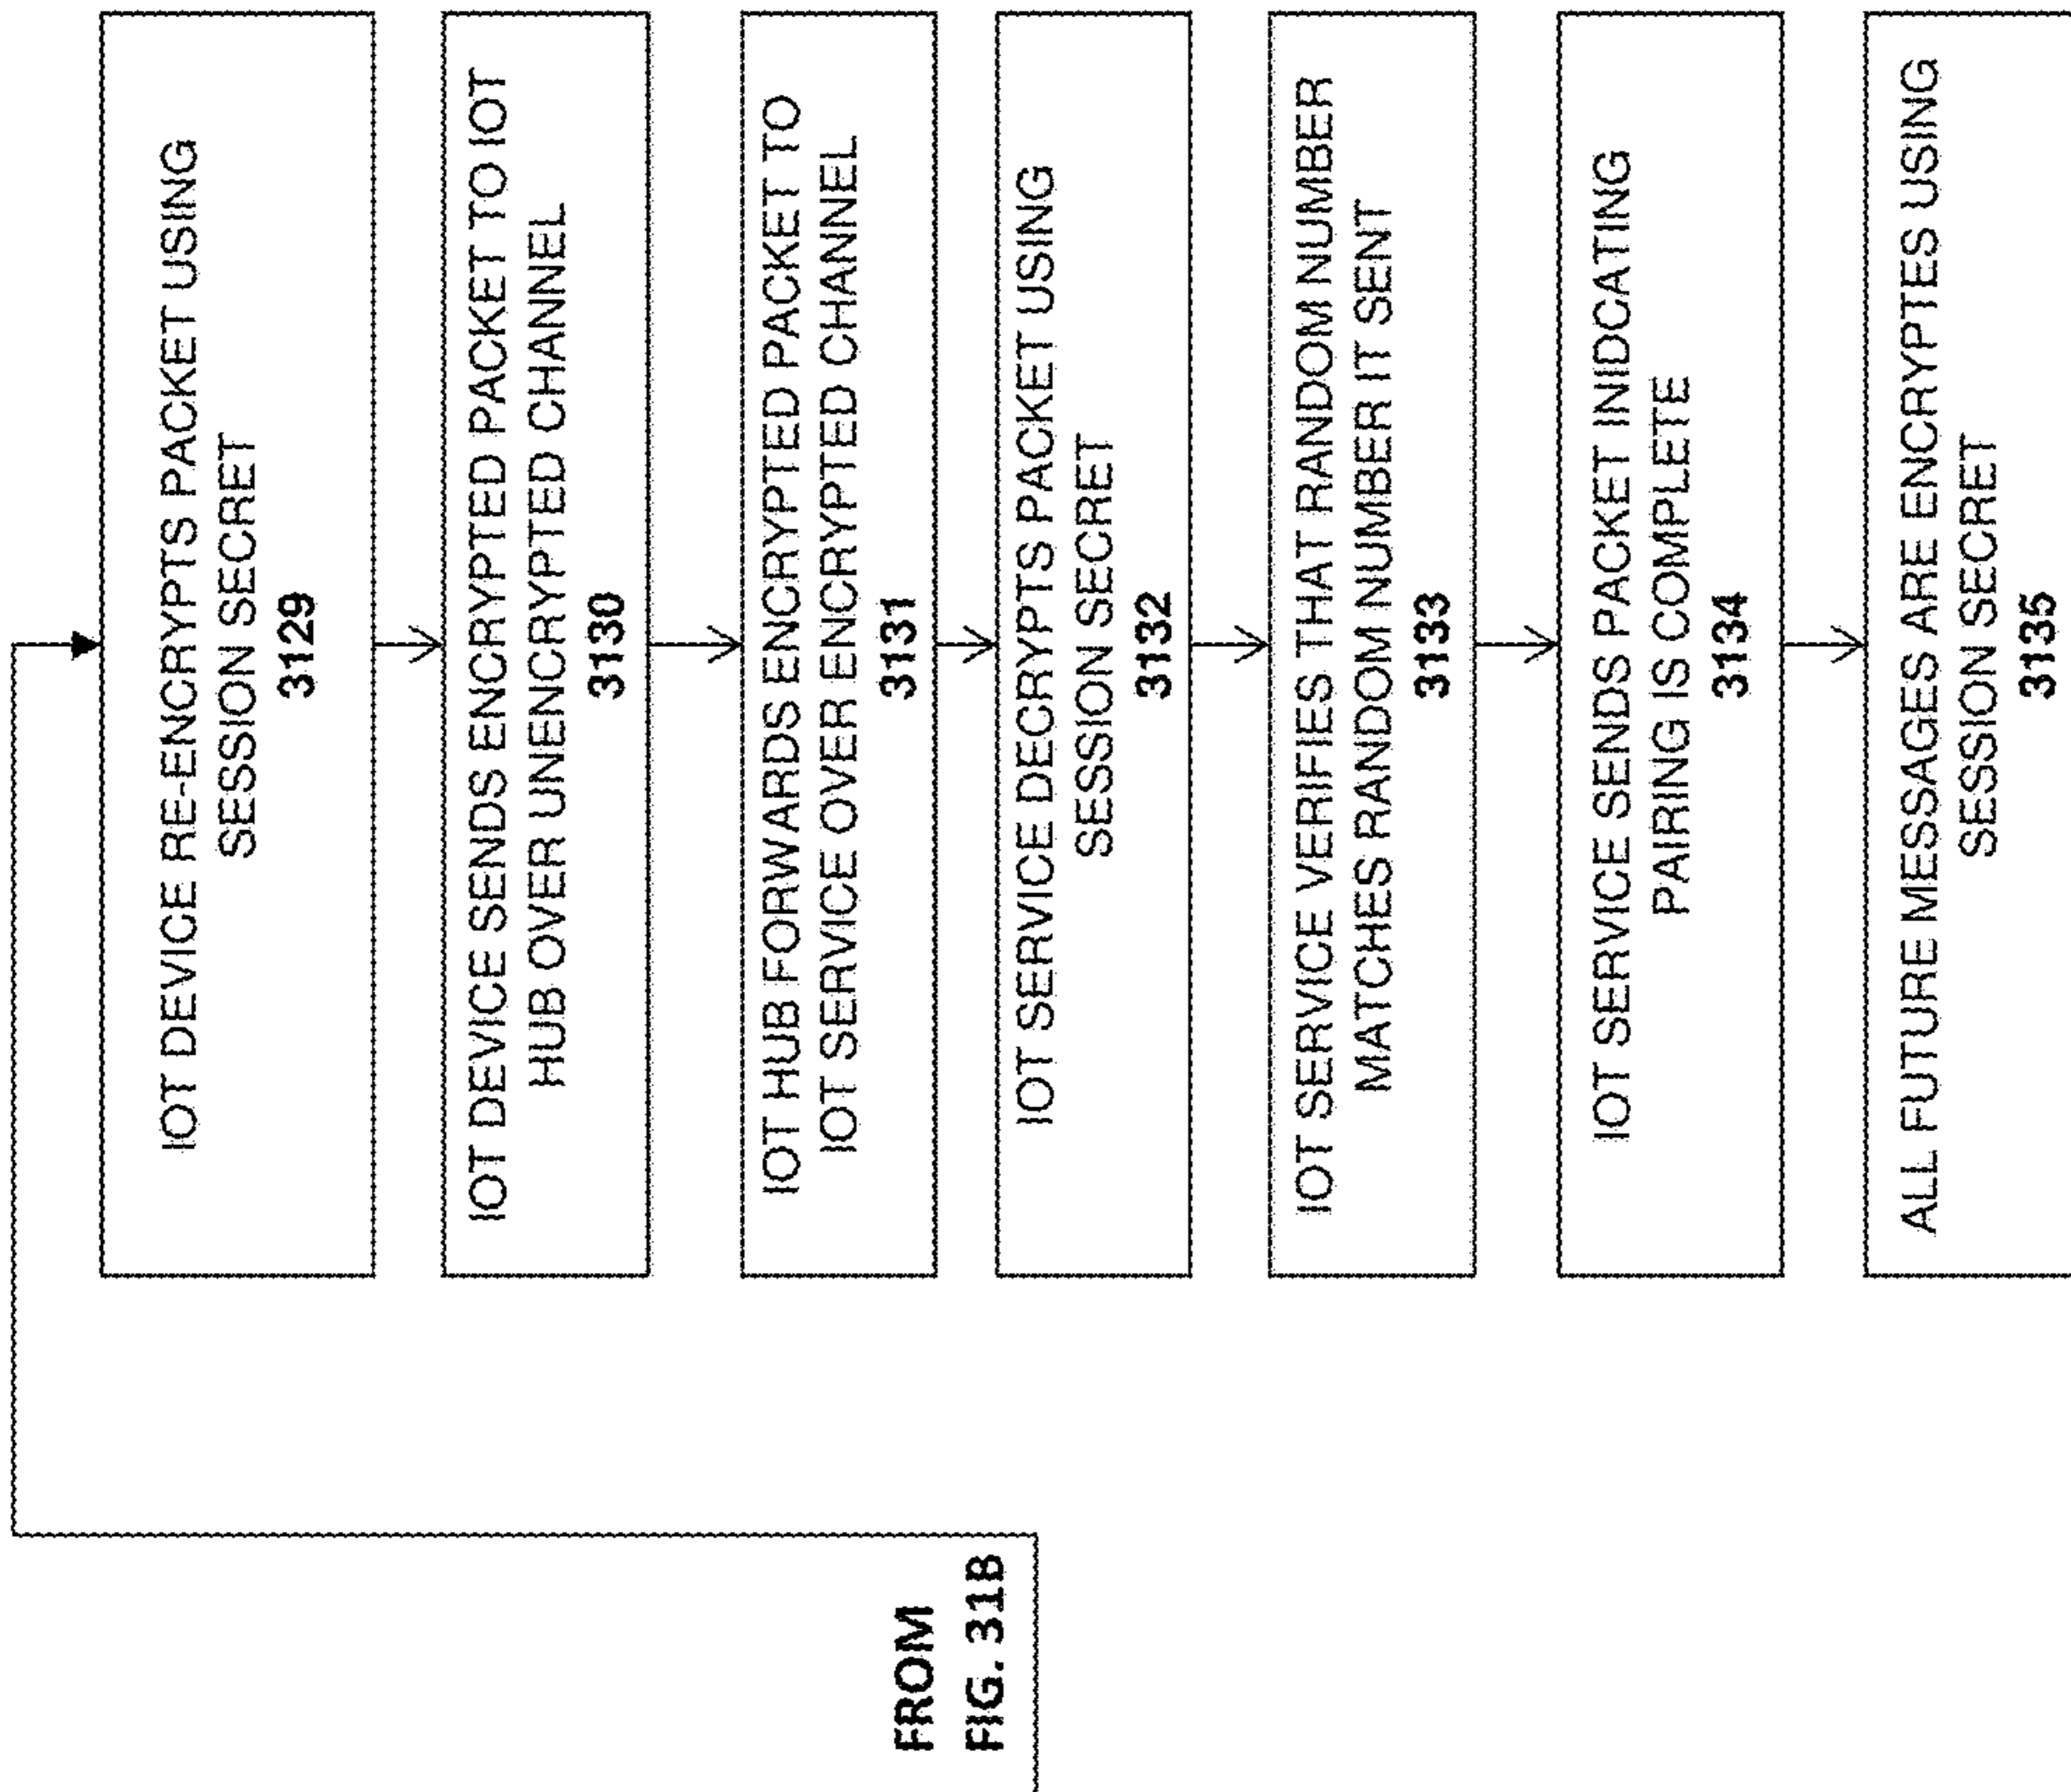 FROM
FIG. 31B
IOT DEVICE RE-ENCRYPTS PACKET USING
SESSION SECRET
3129
IOT DEVICE SENDS ENCRYPTED PACKET TO IOT
HUB OVER UNENCRYPTED CHANNEL
3130
IOT HUB FORWARDS ENCRYPTED PACKET TO
IOT SERVICE OVER ENCRYPTED CHANNEL
3131
IOT SERVICE DECRYPTS PACKET USING
SESSION SECRET
3132
IOT SERVICE VERIFIES THAT RANDOM NUMBER
MATCHES RANDOM NUMBER IT SENT
3133
IOT SERVICE SENDS PACKET INIDCATING
PAIRING IS COMPLETE
3134
ALL FUTURE MESSAGES ARE ENCRYPTES USING
SESSION SECRET
3135